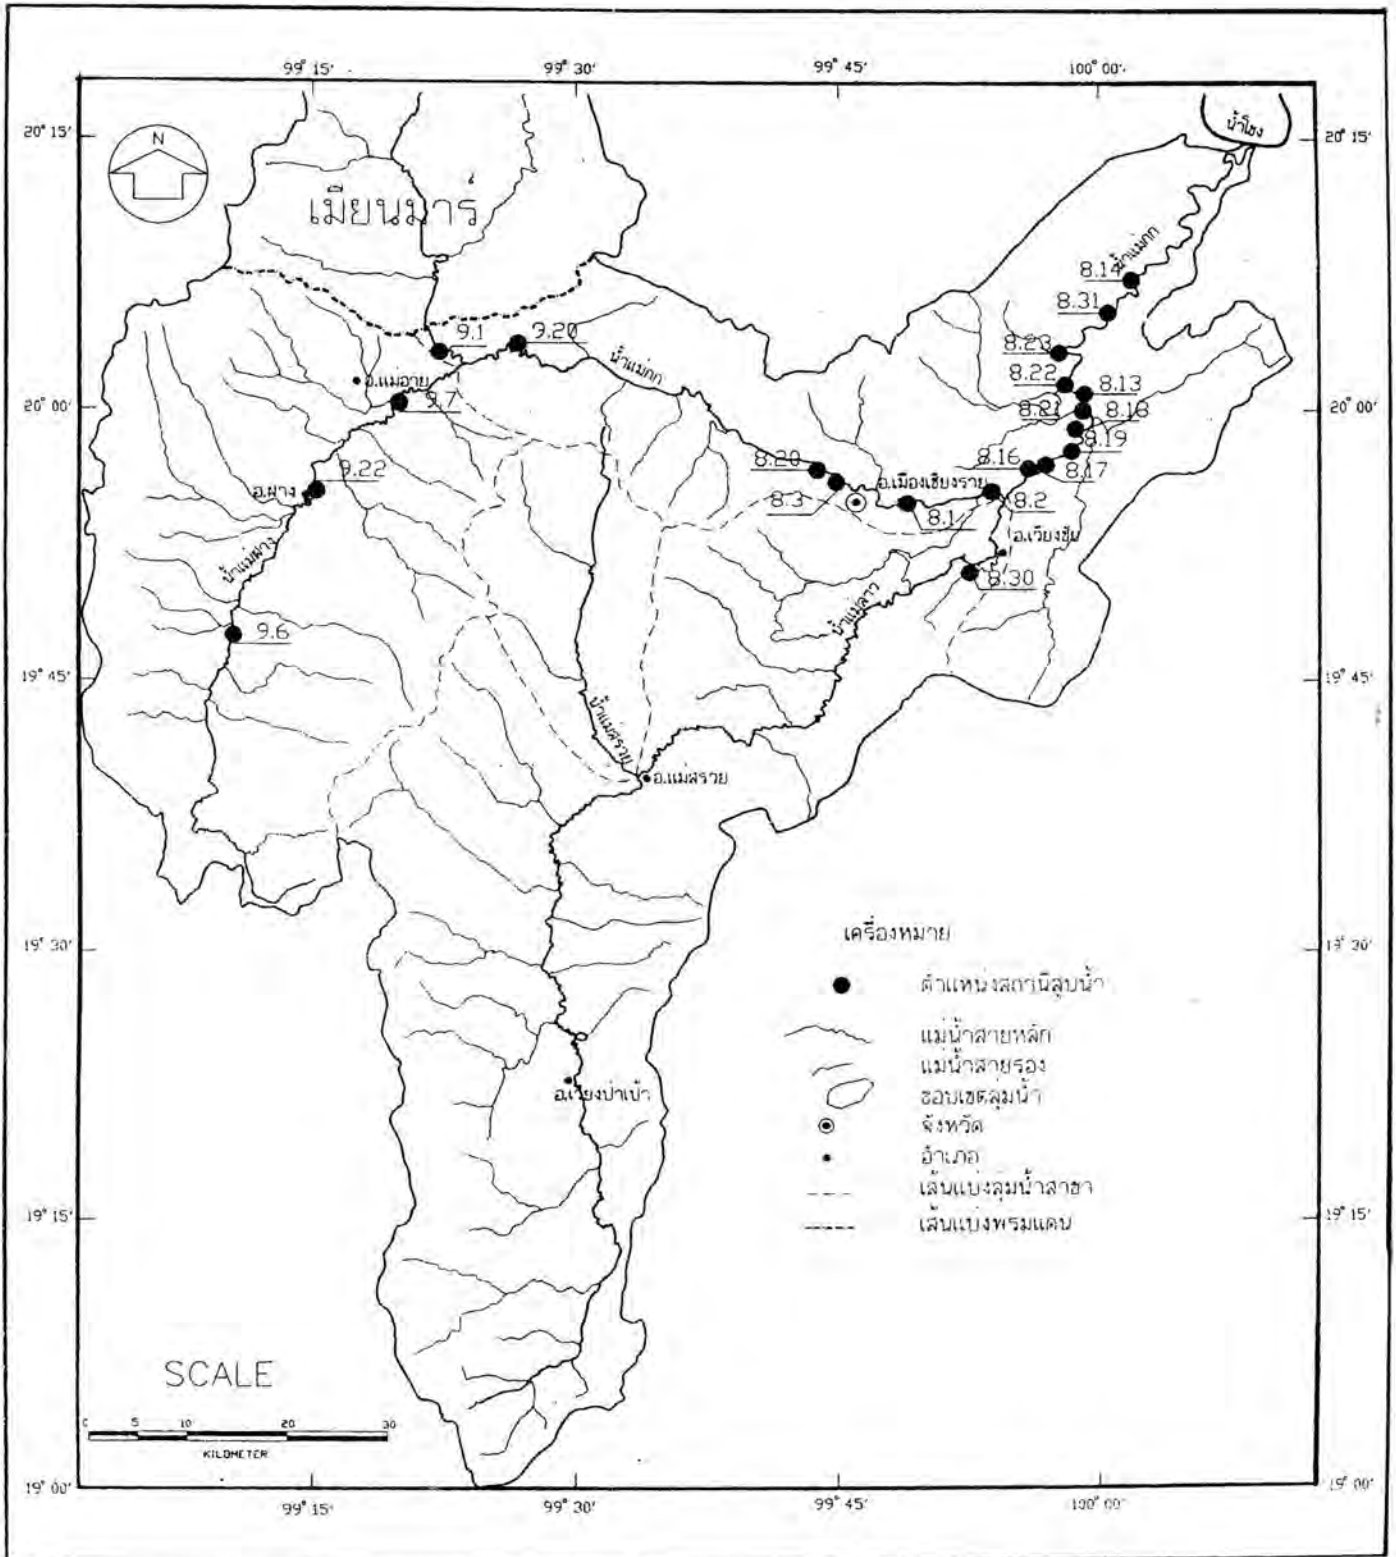 99° 15'
99° 30'
99° 45'
100° 00'
20° 15'
20° 15'
N
น้ำโขง
เมียนมาร์
น้ำแม่กก
8.14
8.31
9.1
9.20
8.23
น้ำแม่กก
อ.แม่อาย
8.22
8.13
9.7
20° 00'
20° 00'
8.21
8.18
8.19
9.22
8.20
8.16
8.17
อ.ฝาง
อ.เมืองเชียงราย
8.3
8.1
8.2
อ.เวียงชัย
น้ำแม่ฝาง
8.30
น้ำแม่ลาว
9.6
19° 45'
19° 45'
น้ำแม่สรวย
อ.แม่สรวย
เครื่องหมาย
19° 30'
19° 30'
ตำแหน่งสถานีสูบน้ำ
แม่น้ำสายหลัก
แม่น้ำสายรอง
อ.เวียงป่าเป้า
ขอบเขตลุ่มน้ำ
จังหวัด
อำเภอ
เส้นแบ่งลุ่มน้ำสาขา
19° 15'
19° 15'
เส้นแบ่งพรมแดน
SCALE
0 5 10 20 30
KILOMETER
19° 00'
19° 00'
99° 15'
99° 30'
99° 45'
100° 00'